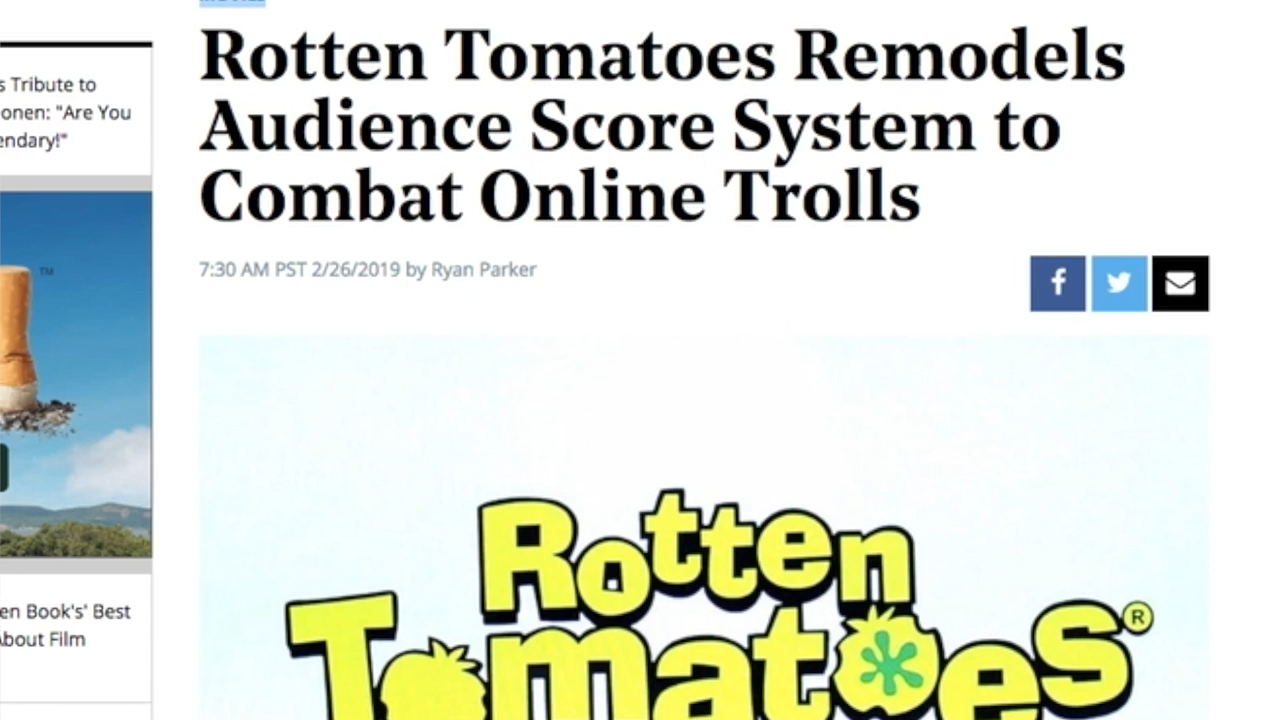 Rotten Tomatoes Remodels
Audience Score System to
Combat Online Trolls
7:30 AM PST 2/26/2019 by Ryan Parker
s Tribute to
onen: "Are You
endary!"
TM
en Book's' Best
About Film
Rotten
Tomatoes®